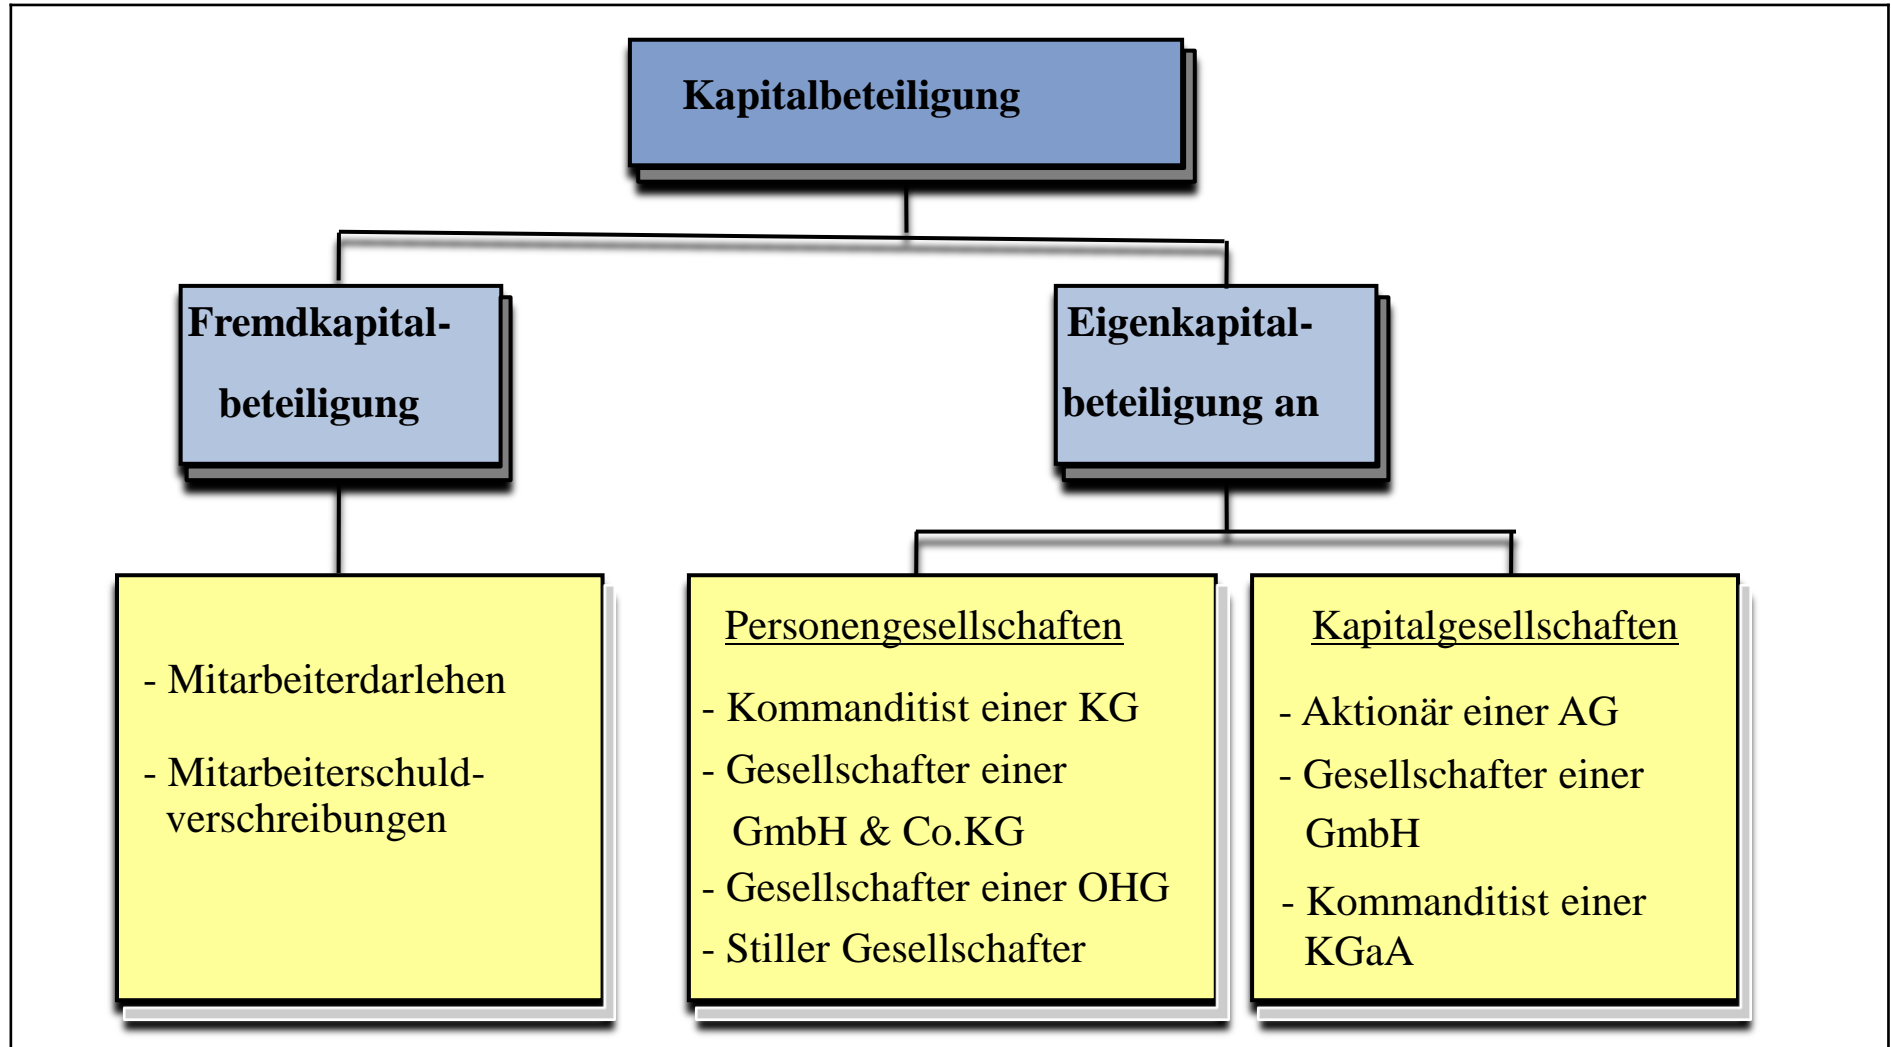 Kapitalbeteiligung
Fremdkapital-
beteiligung
Eigenkapital-
beteiligung an
- Mitarbeiterdarlehen
- Mitarbeiterschuld-
verschreibungen
Personengesellschaften
- Kommanditist einer KG
- Gesellschafter einer
GmbH & Co.KG
- Gesellschafter einer OHG
- Stiller Gesellschafter
Kapitalgesellschaften
- Aktionär einer AG
- Gesellschafter einer
GmbH
- Kommanditist einer
KGaA